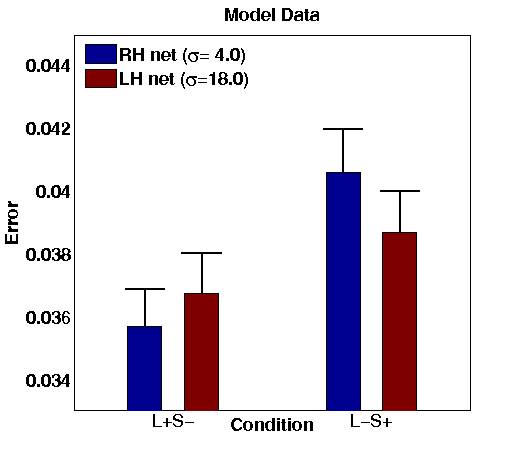 Model Data
RH net (σ= 4.0)
LH net (σ=18.0)
0.044
0.042
0.04
0.038
0.036
0.034
Error
L+S−
L−S+
Condition